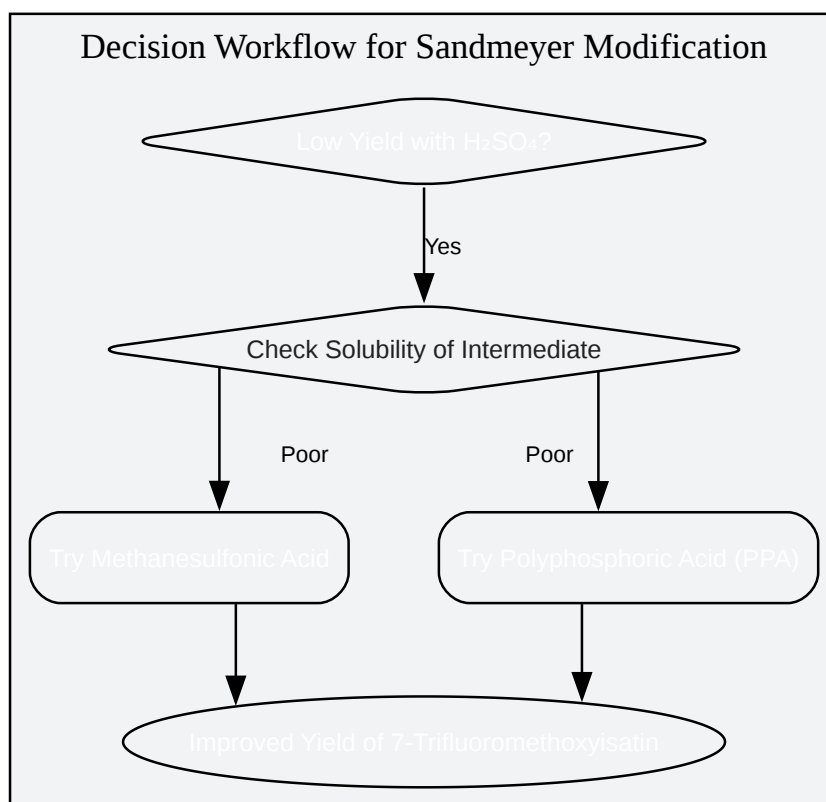 Decision Workflow for Sandmeyer Modification
Low Yield with H₂SO₄?
Yes
Check Solubility of Intermediate
Poor
Poor
Try Methanesulfonic Acid
Try Polyphosphoric Acid (PPA)
Improved Yield of 7-Trifluoromethoxyisatin